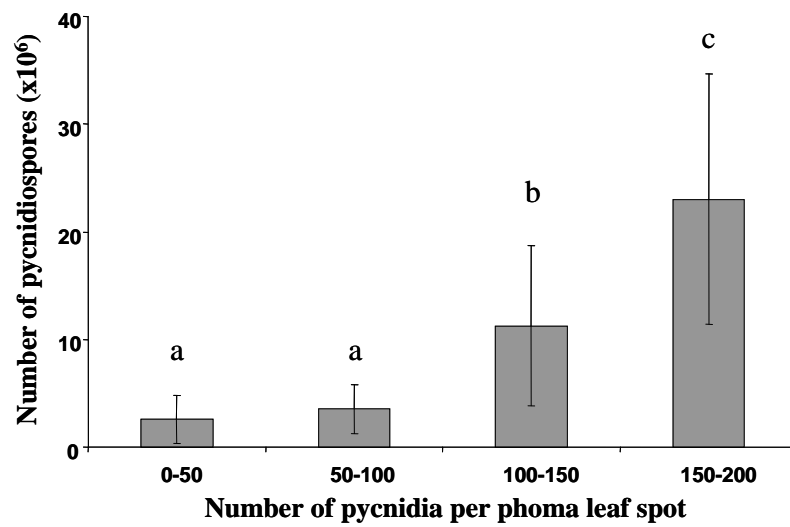 Number of pycnidiospores (x10⁶)
40
30
20
10
0
a
a
b
c
0-50
50-100
100-150
150-200
Number of pycnidia per phoma leaf spot